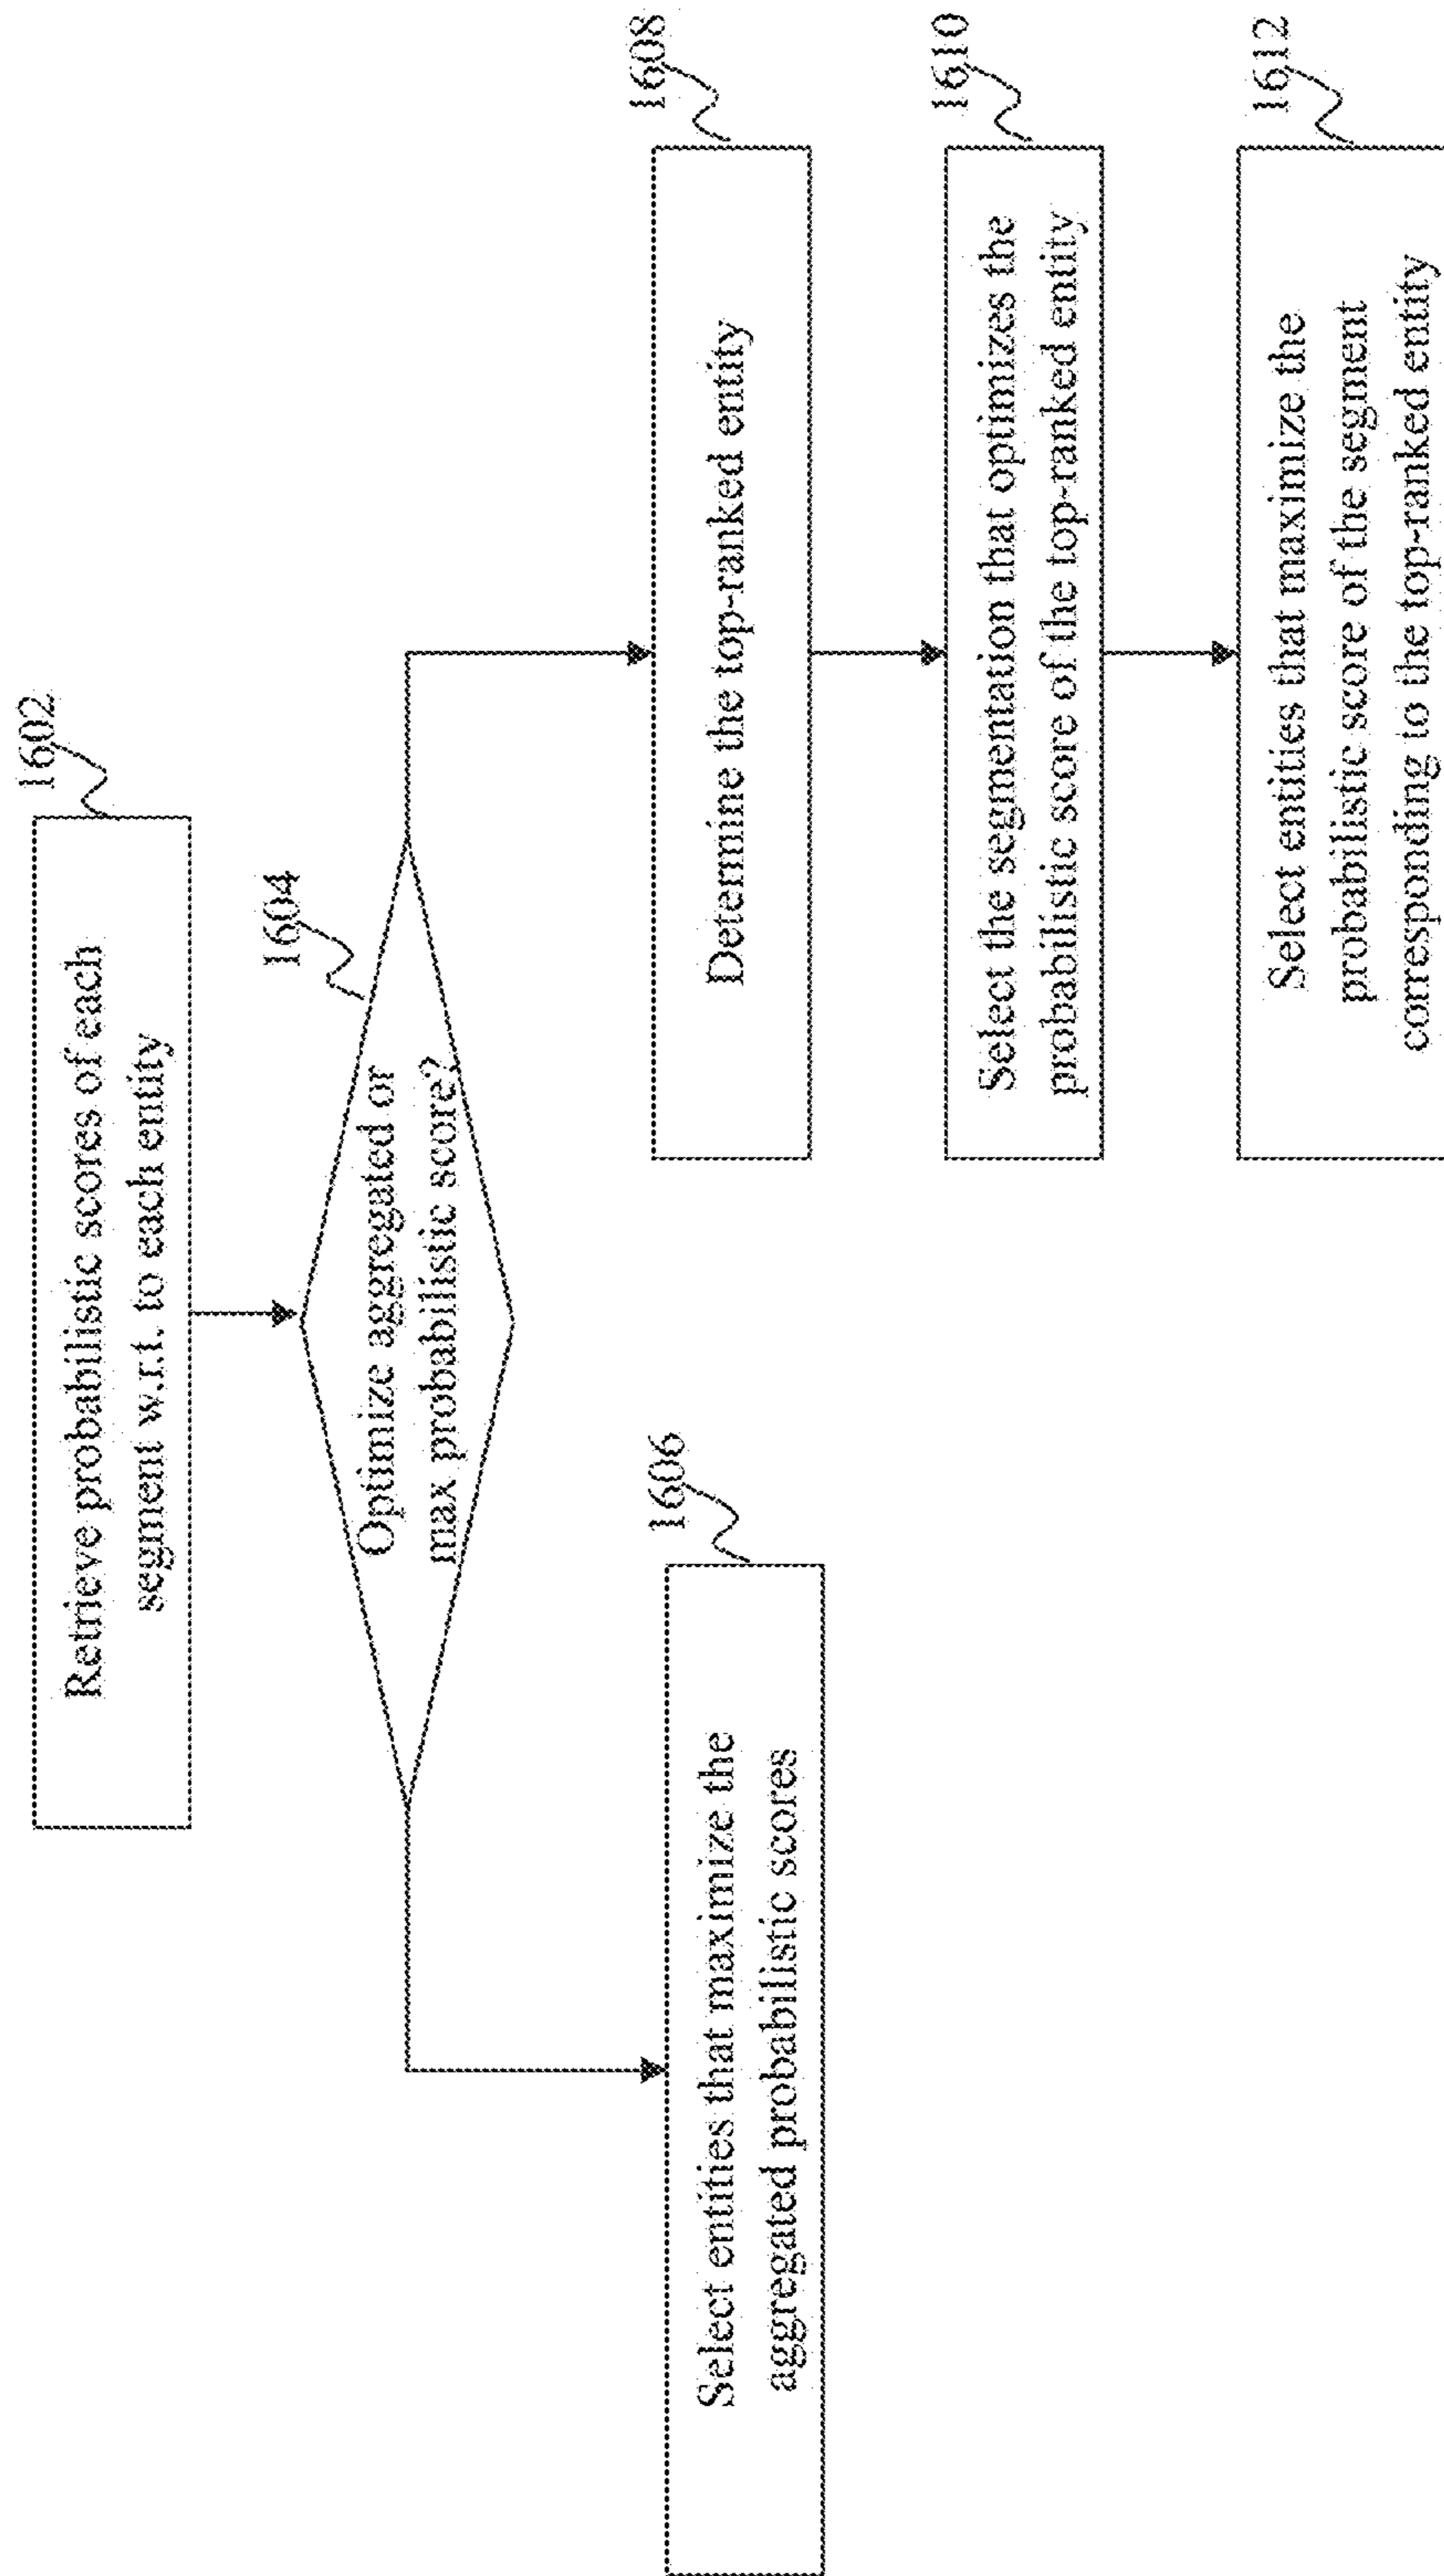 1602
Retrieve probabilistic scores of each
segment w.r.t. to each entity
1604
Optimize aggregated or
max probabilistic score?
1606
Select entities that maximize the
aggregated probabilistic scores
1608
Determine the top-ranked entity
1610
Select the segmentation that optimizes the
probabilistic score of the top-ranked entity
1612
Select entities that maximize the
probabilistic score of the segment
corresponding to the top-ranked entity